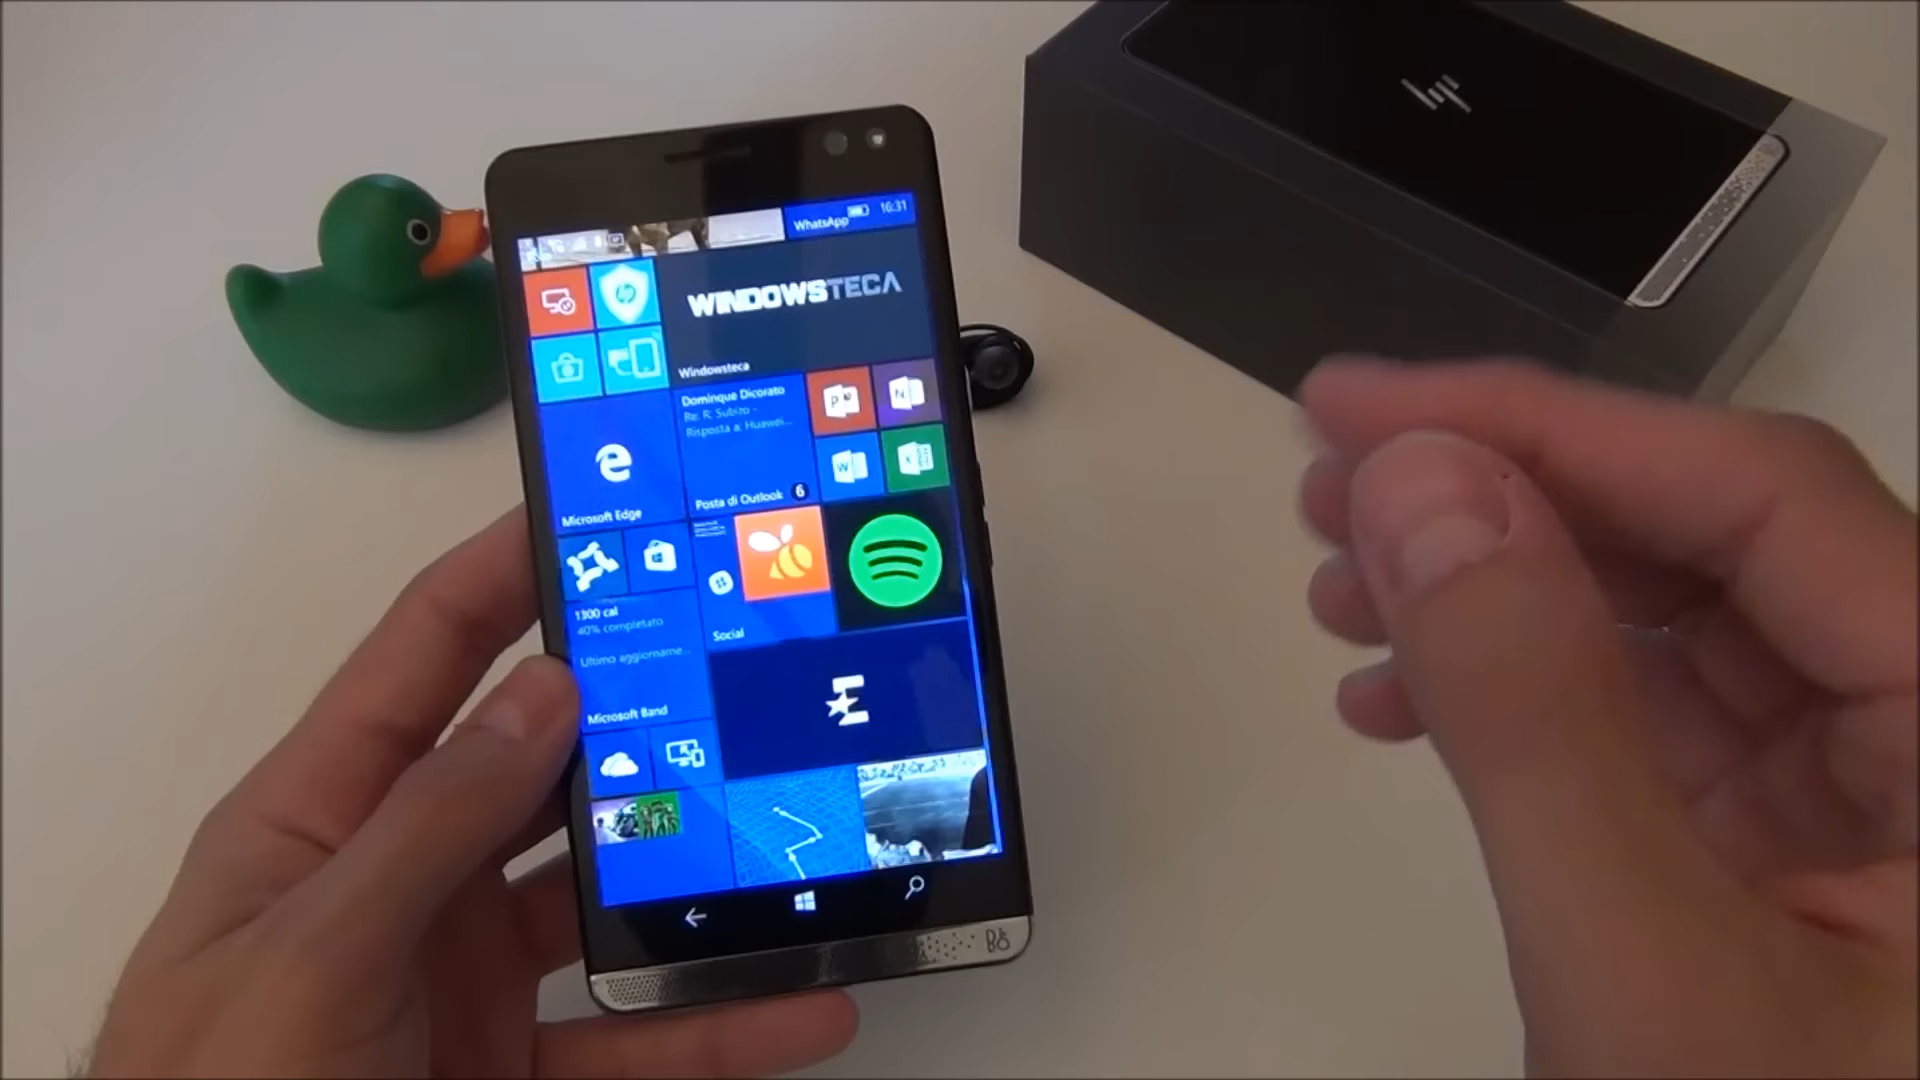 WhatsApp
16:31
WINDOWSTECA
Windowsteca
Dominque Dicorato
Re: R: Subito -
Risposta a: Huawei...
Posta di Outlook 6
P
N
W
Microsoft Edge
1300 cal
40% completato
Ultimo aggiorname...
Microsoft Band
Social
hp
B&O